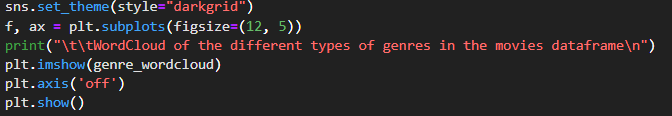 sns.set_theme(style="darkgrid")
f, ax = plt.subplots(figsize=(12, 5))
print("\t\tWordCloud of the different types of genres in the movies dataframe\n")
plt.imshow(genre_wordcloud)
plt.axis('off')
plt.show()